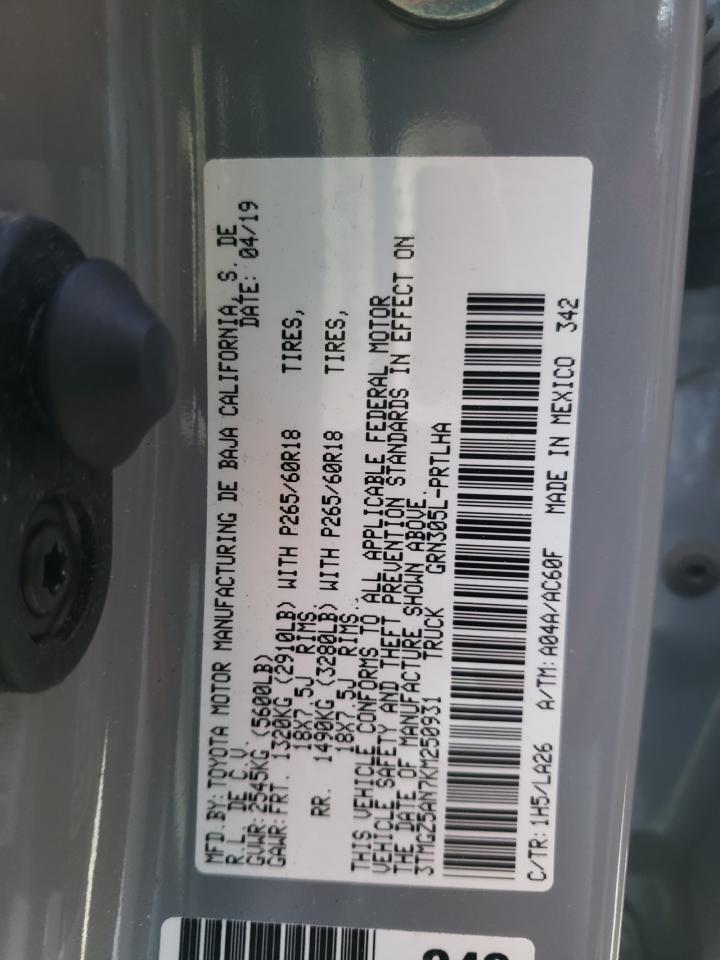 MFD.BY:TOYOTA MOTOR MANUFACTURING DE BAJA CALIFORNIA, S. DE
R.L. DE C.V. DATE: 04/19
GVWR:2545KG (5600LB)
GAWR:FRT. 1320KG (2910LB) WITH P265/60R18 TIRES,
18X7.5J RIMS.
RR. 1490KG (3280LB) WITH P265/60R18 TIRES,
18X7.5J RIMS.
THIS VEHICLE CONFORMS TO ALL APPLICABLE FEDERAL MOTOR
VEHICLE SAFETY AND THEFT PREVENTION STANDARDS IN EFFECT ON
THE DATE OF MANUFACTURE SHOWN ABOVE.
3TMGZ5AN7KM250931 TRUCK GRN305L-PRTLHA
C/TR:1H5/LA26 A/TM:A04A/AC60F MADE IN MEXICO 342